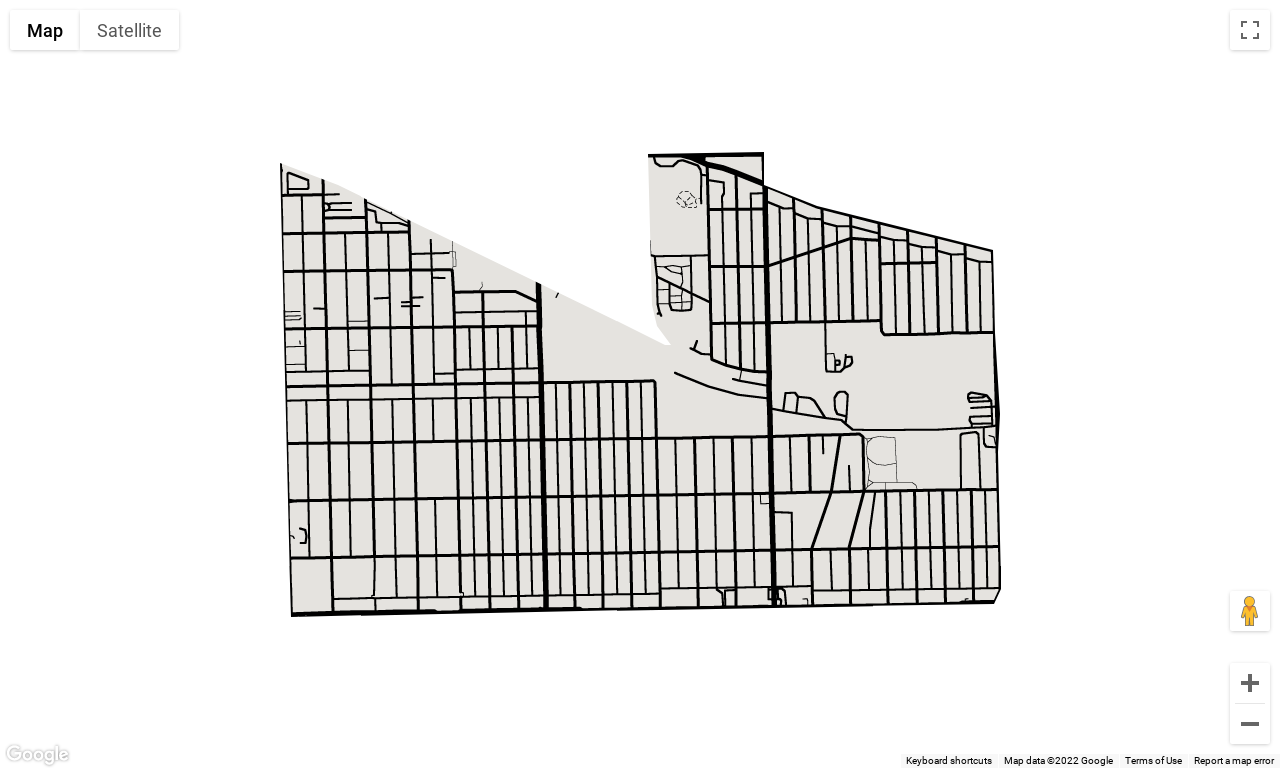 Map Satellite
Google
Keyboard shortcuts Map data ©2022 Google Terms of Use Report a map error